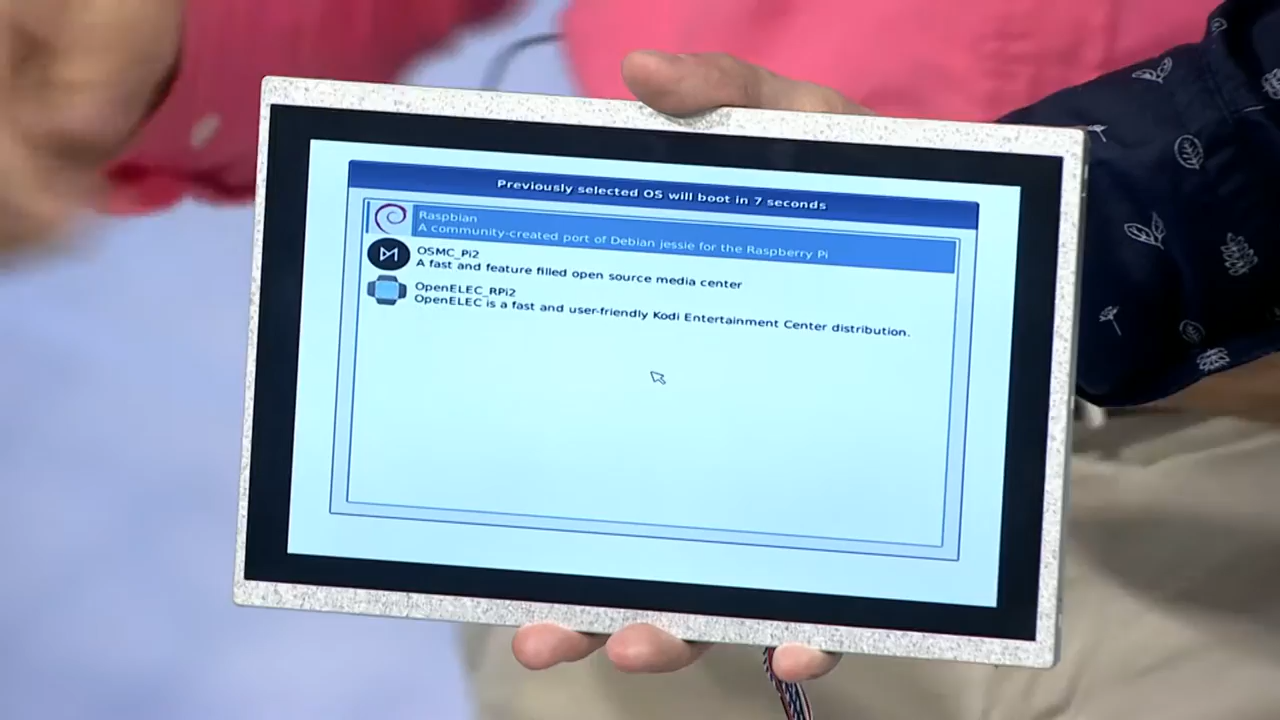 Previously selected OS will boot in 7 seconds
Raspbian
A community-created port of Debian jessie for the Raspberry Pi
OSMC_Pi2
A fast and feature filled open source media center
OpenELEC_RPi2
OpenELEC is a fast and user-friendly Kodi Entertainment Center distribution.